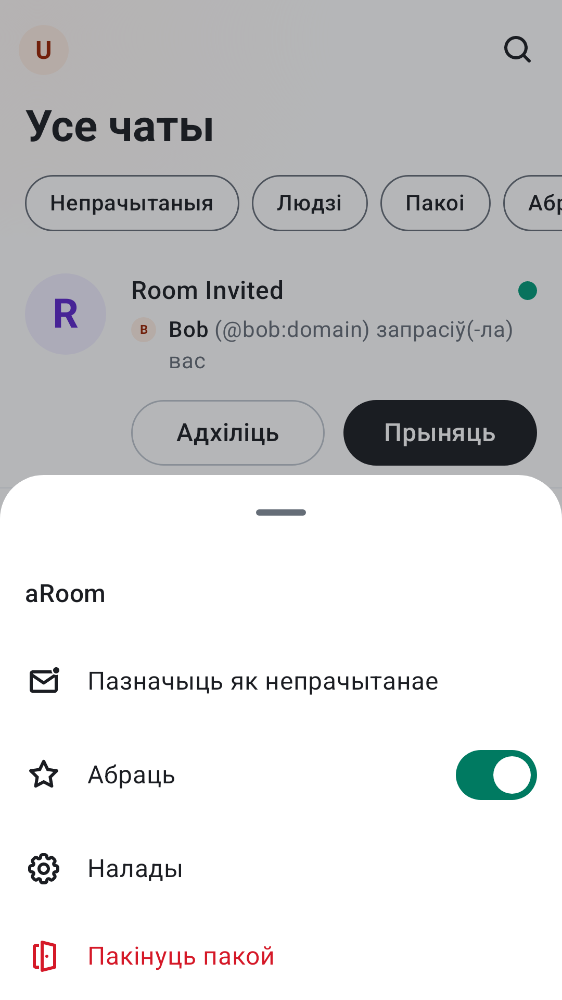 U
Усе чаты
Непрачытаныя
Людзі
Пакоі
Абр
R
Room Invited
B Bob (@bob:domain) запрасіў(-ла)
вас
Адхіліць
Прыняць
aRoom
Пазначыць як непрачытанае
Абраць
Налады
Пакінуць пакой